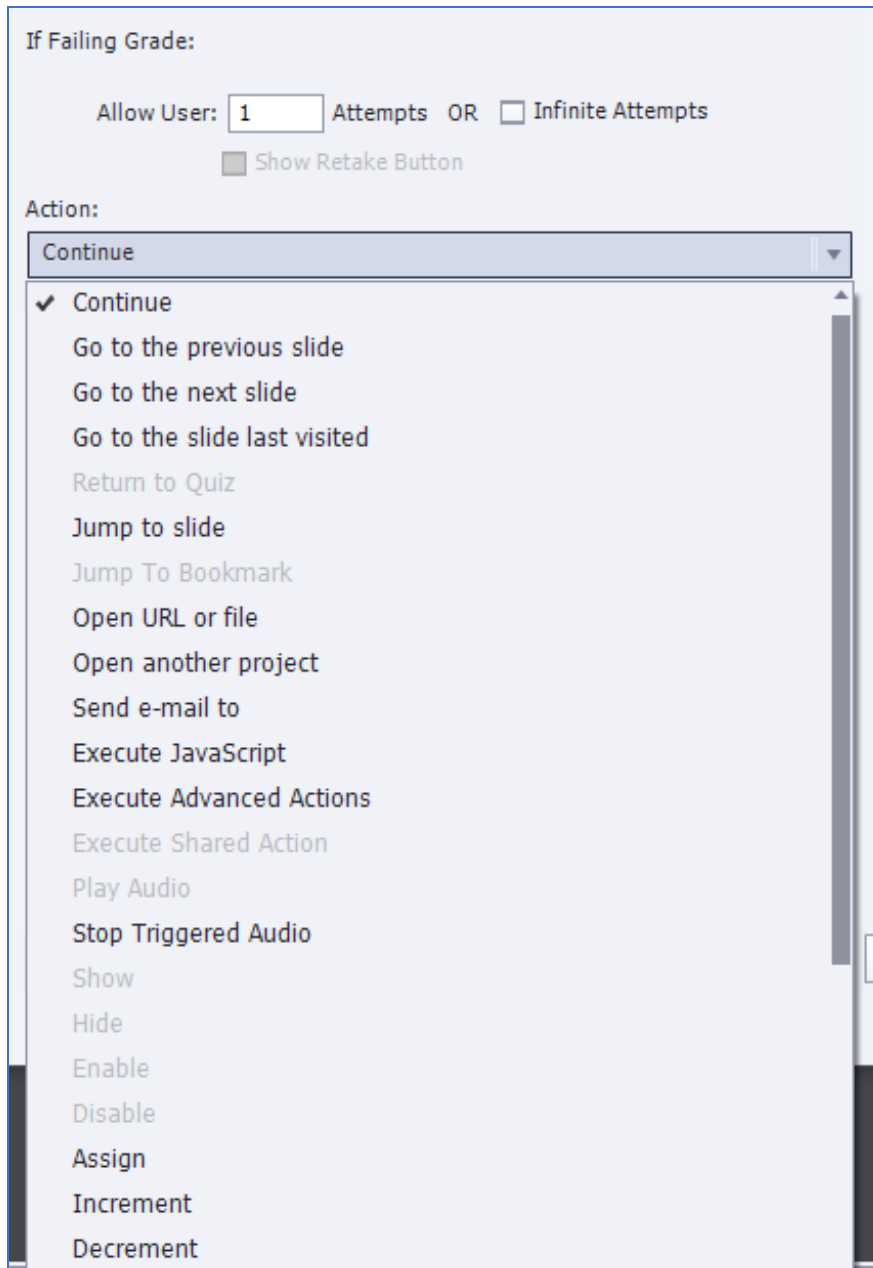 If Failing Grade:
Allow User: 1 Attempts OR Infinite Attempts
Show Retake Button
Action:
Continue
Continue
Go to the previous slide
Go to the next slide
Go to the slide last visited
Return to Quiz
Jump to slide
Jump To Bookmark
Open URL or file
Open another project
Send e-mail to
Execute JavaScript
Execute Advanced Actions
Execute Shared Action
Play Audio
Stop Triggered Audio
Show
Hide
Enable
Disable
Assign
Increment
Decrement